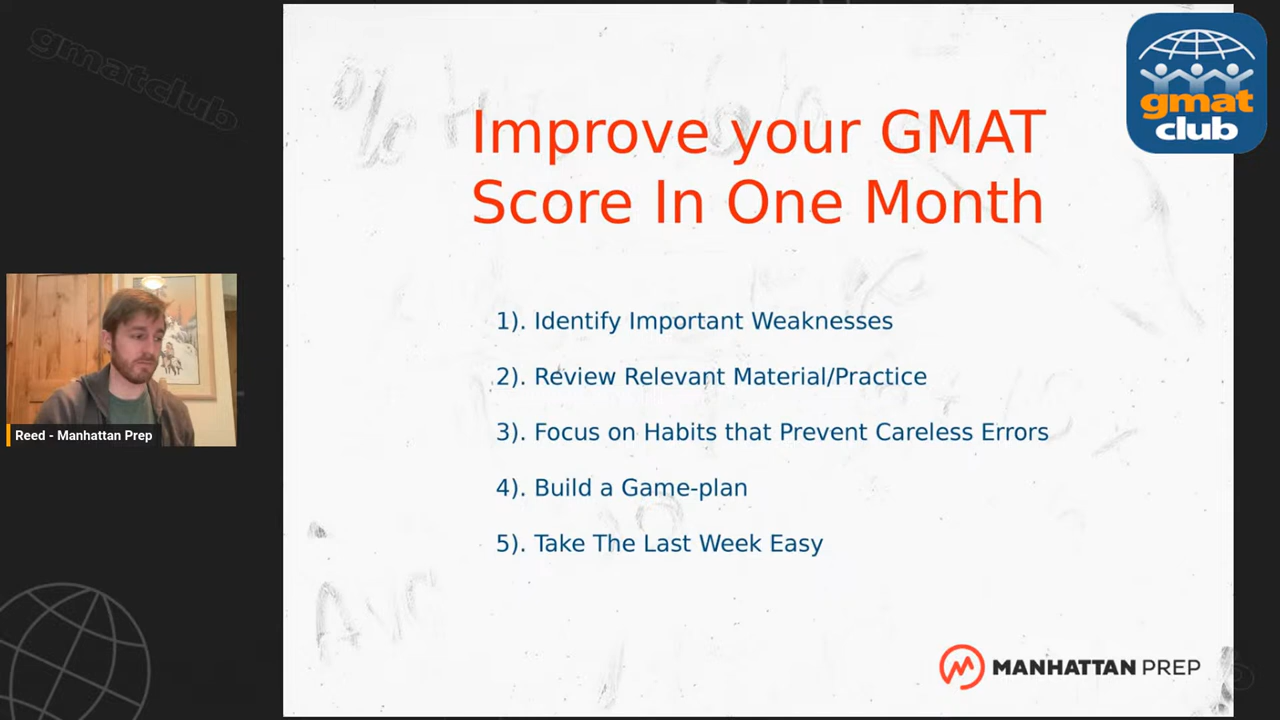 gmatclub
gmat
club
Improve your GMAT
Score In One Month
1). Identify Important Weaknesses
2). Review Relevant Material/Practice
3). Focus on Habits that Prevent Careless Errors
4). Build a Game-plan
5). Take The Last Week Easy
Reed - Manhattan Prep
MANHATTAN PREP